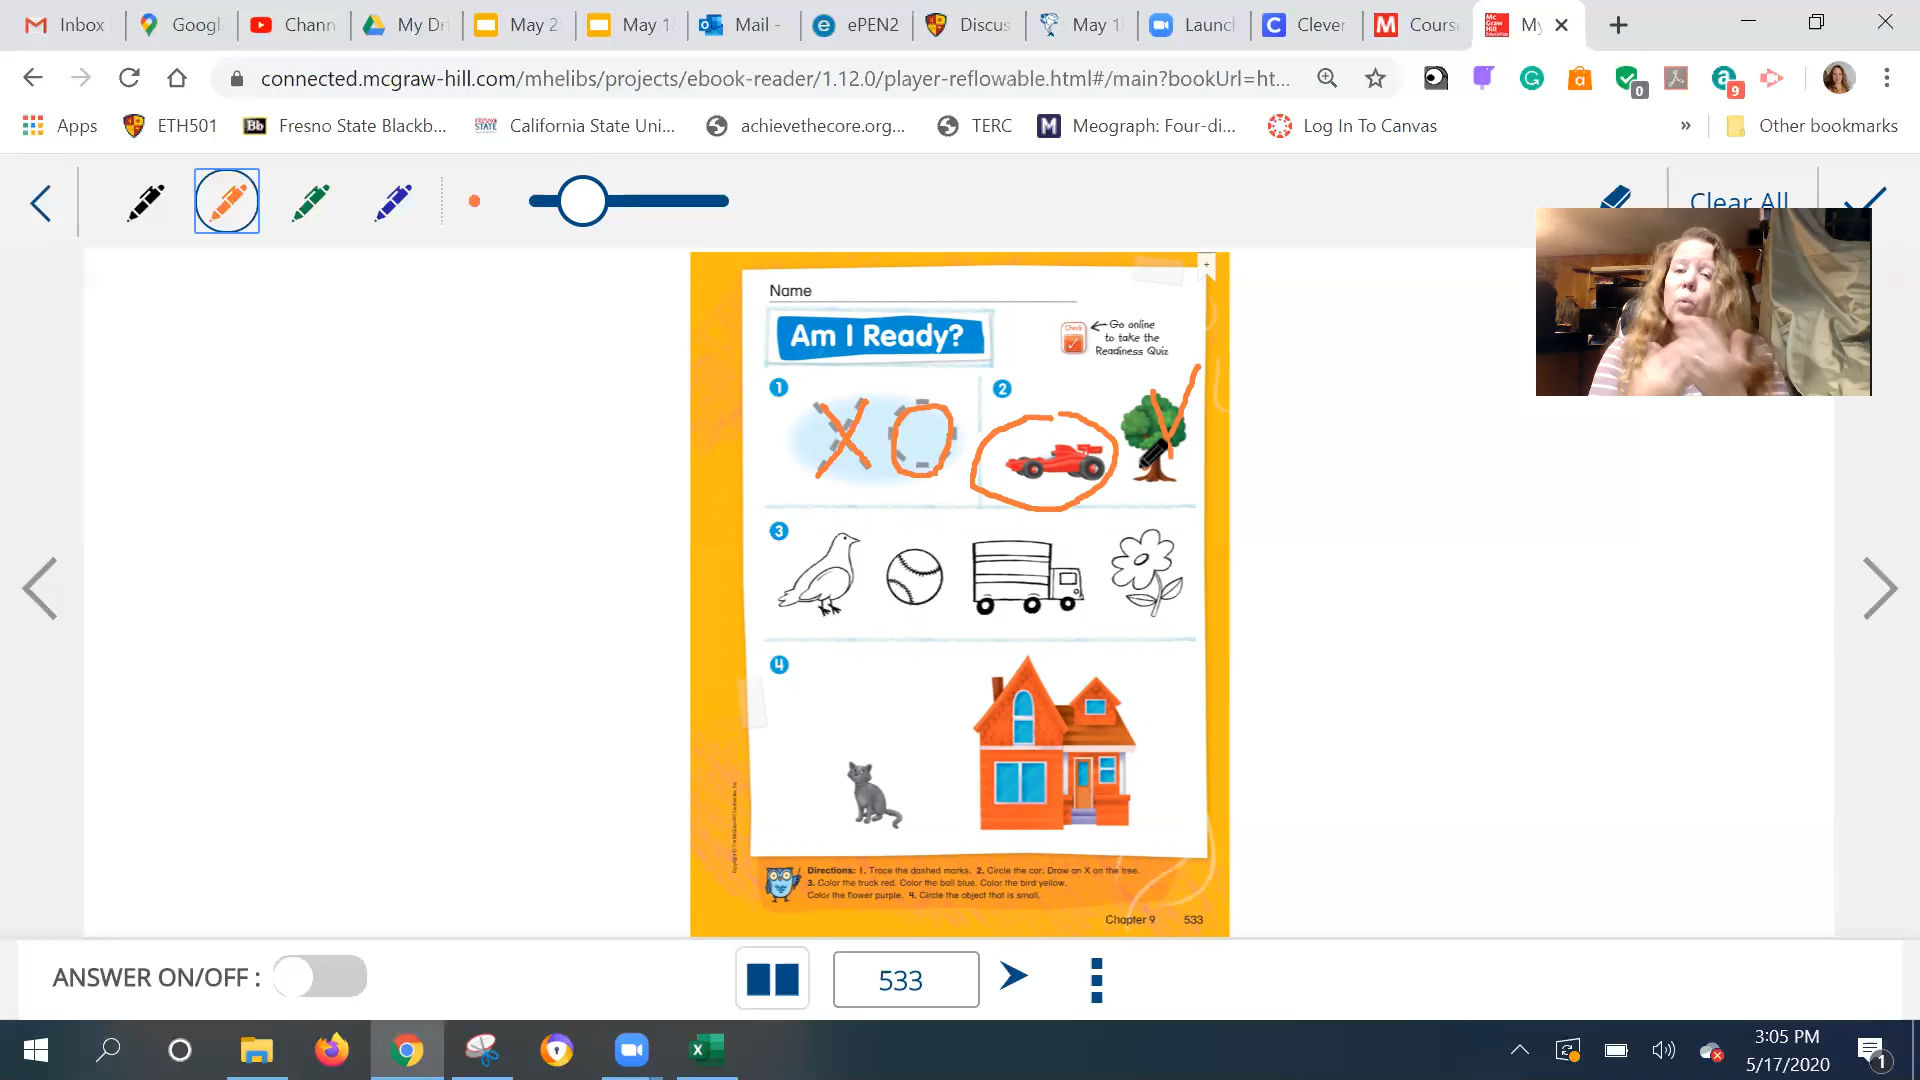 Inbox
Googl
Chann
My Dr
May 2
May 1
Mail -
ePEN2
Discus
May 1
Launc
Clever
Cours
My
connected.mcgraw-hill.com/mhelibs/projects/ebook-reader/1.12.0/player-reflowable.html#/main?bookUrl=ht...
0
9
Apps
ETH501
Bb
Fresno State Blackb...
California State Uni...
achievethecore.org...
TERC
Meograph: Four-di...
Log In To Canvas
»
Other bookmarks
Clear All
Name
Am I Ready?
Check
Go online
to take the
Readiness Quiz
1
X O
2
3
4
Directions: 1. Trace the dashed marks. 2. Circle the car. Draw an X on the tree.
3. Color the truck red. Color the ball blue. Color the bird yellow.
Color the flower purple. 4. Circle the object that is small.
Chapter 9 533
ANSWER ON/OFF :
533
3:05 PM
5/17/2020
1